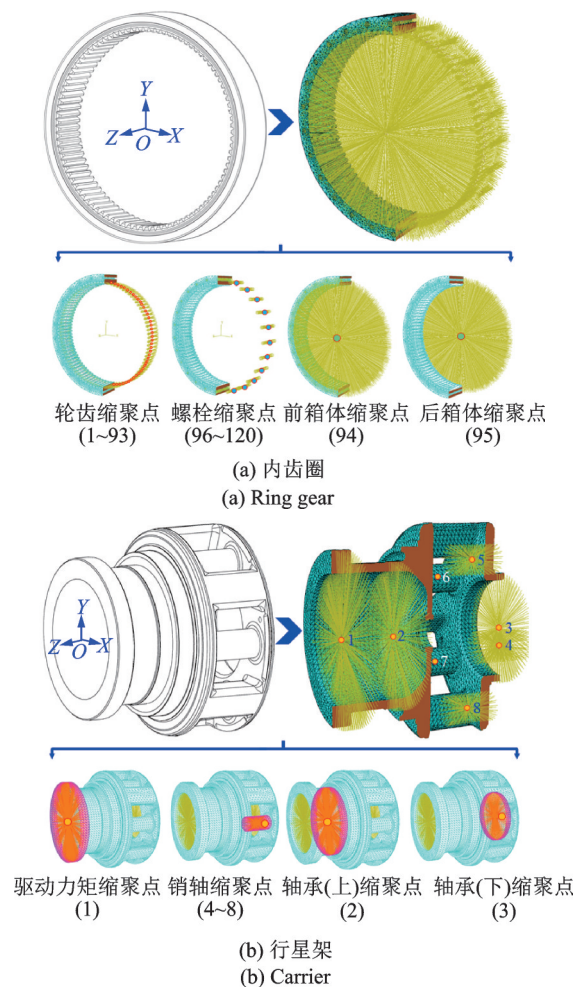 Y
Z O X
轮齿缩聚点 螺栓缩聚点 前箱体缩聚点 后箱体缩聚点
(1~93) (96~120) (94) (95)
(a) 内齿圈
(a) Ring gear
Y
Z O X
5
6
1 2 3
4
7
8
驱动力矩缩聚点 销轴缩聚点 轴承(上)缩聚点 轴承(下)缩聚点
(1) (4~8) (2) (3)
(b) 行星架
(b) Carrier